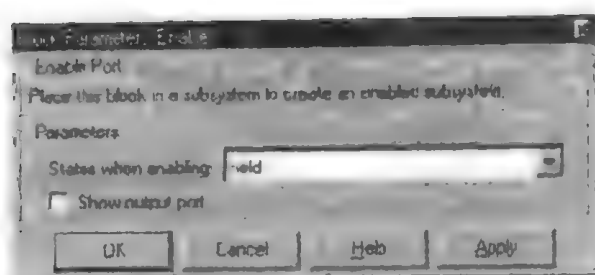 Block Parameters: Enable
Enable Port
Place this block in a subsystem to create an enabled subsystem.
Parameters
States when enabling: held
Show output port
OK Cancel Help Apply